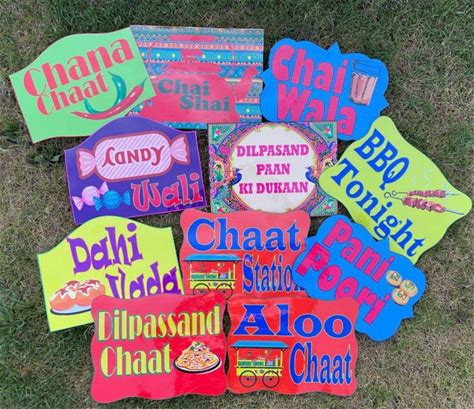 Chana
Chaat
Chai
Shai
Chai
Wala
CANDY
Wali
DILPASAND
PAAN
KI DUKAAN
BBQ
Tonight
Dahi
Vada
Chaat
Station
Pani
Poori
Dilpassand
Chaat
Aloo
Chaat